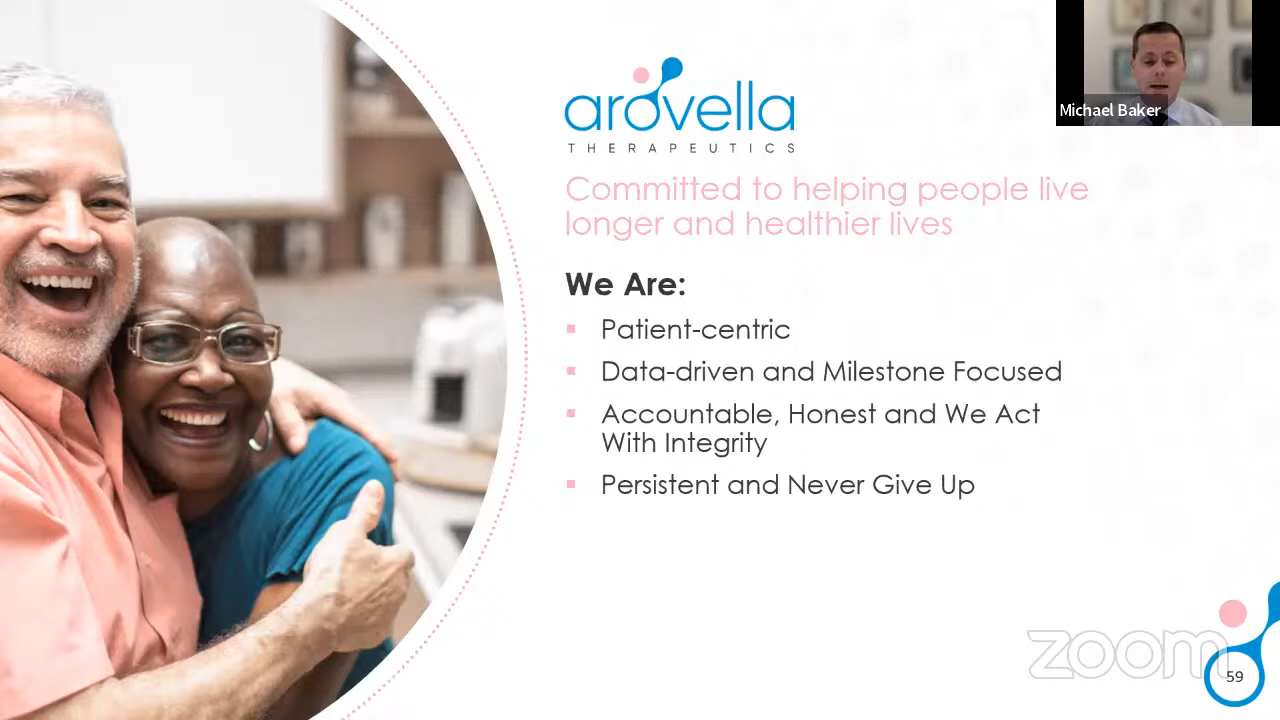 arovella
THERAPEUTICS
Michael Baker
Committed to helping people live
longer and healthier lives
We Are:
Patient-centric
Data-driven and Milestone Focused
Accountable, Honest and We Act
With Integrity
Persistent and Never Give Up
zoom
59